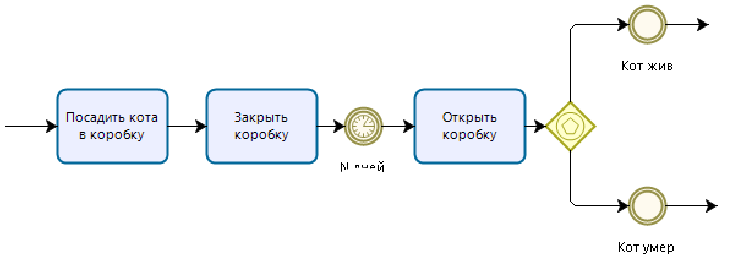 Посадить кота
в коробку
Закрыть
коробку
N дней
Открыть
коробку
Кот жив
Кот умер